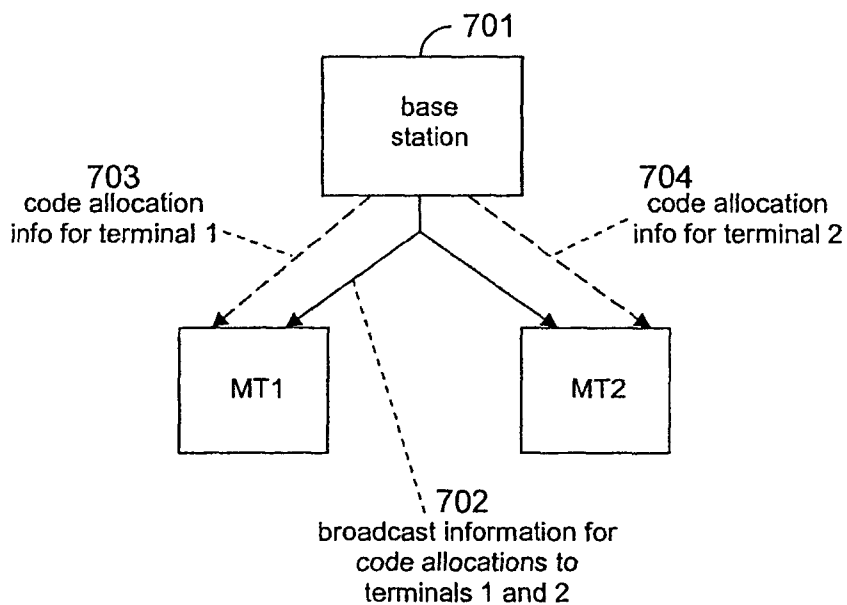 701
base
station
703
code allocation
info for terminal 1
704
code allocation
info for terminal 2
MT1
MT2
702
broadcast information for
code allocations to
terminals 1 and 2